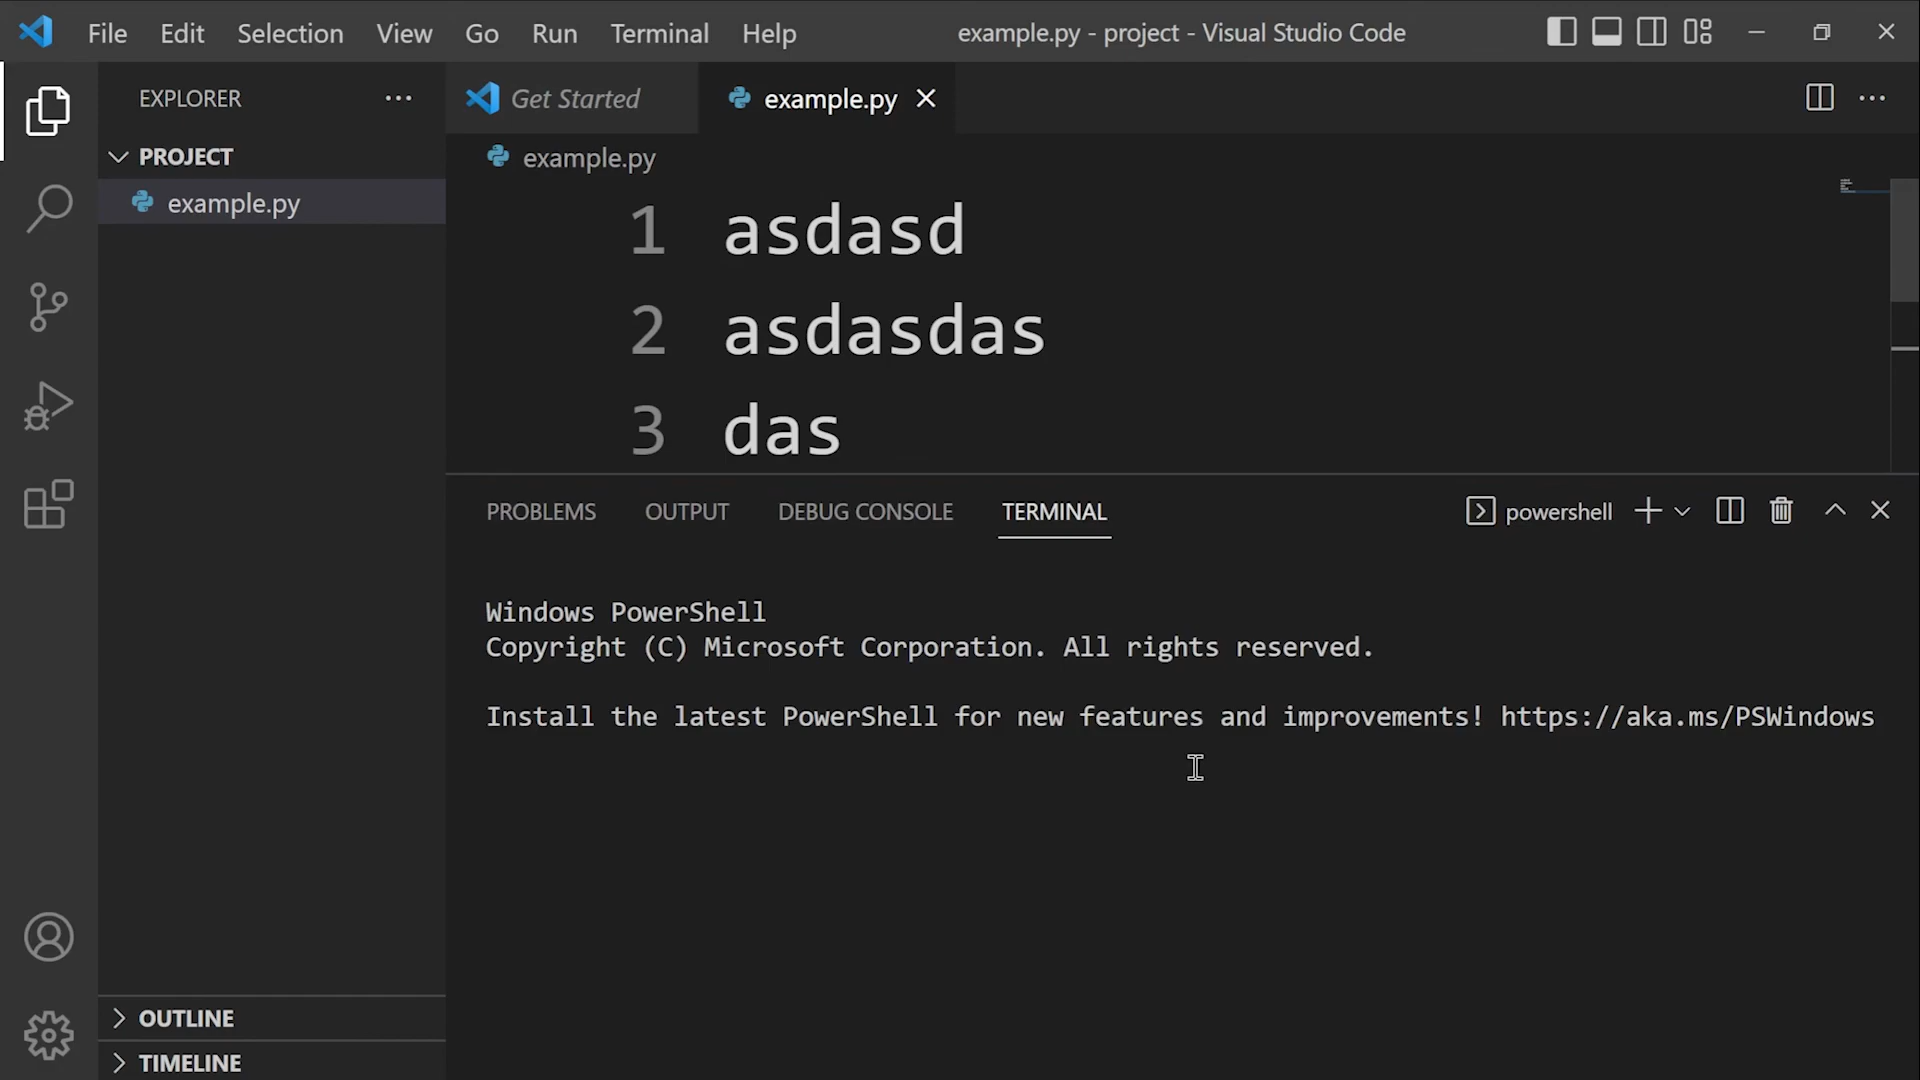 File Edit Selection View Go Run Terminal Help example.py - project - Visual Studio Code
EXPLORER
Get Started
example.py
PROJECT
example.py
example.py
1 asdasd
2 asdasdas
3 das
PROBLEMS OUTPUT DEBUG CONSOLE TERMINAL powershell
Windows PowerShell
Copyright (C) Microsoft Corporation. All rights reserved.
Install the latest PowerShell for new features and improvements! https://aka.ms/PSWindows
OUTLINE
TIMELINE